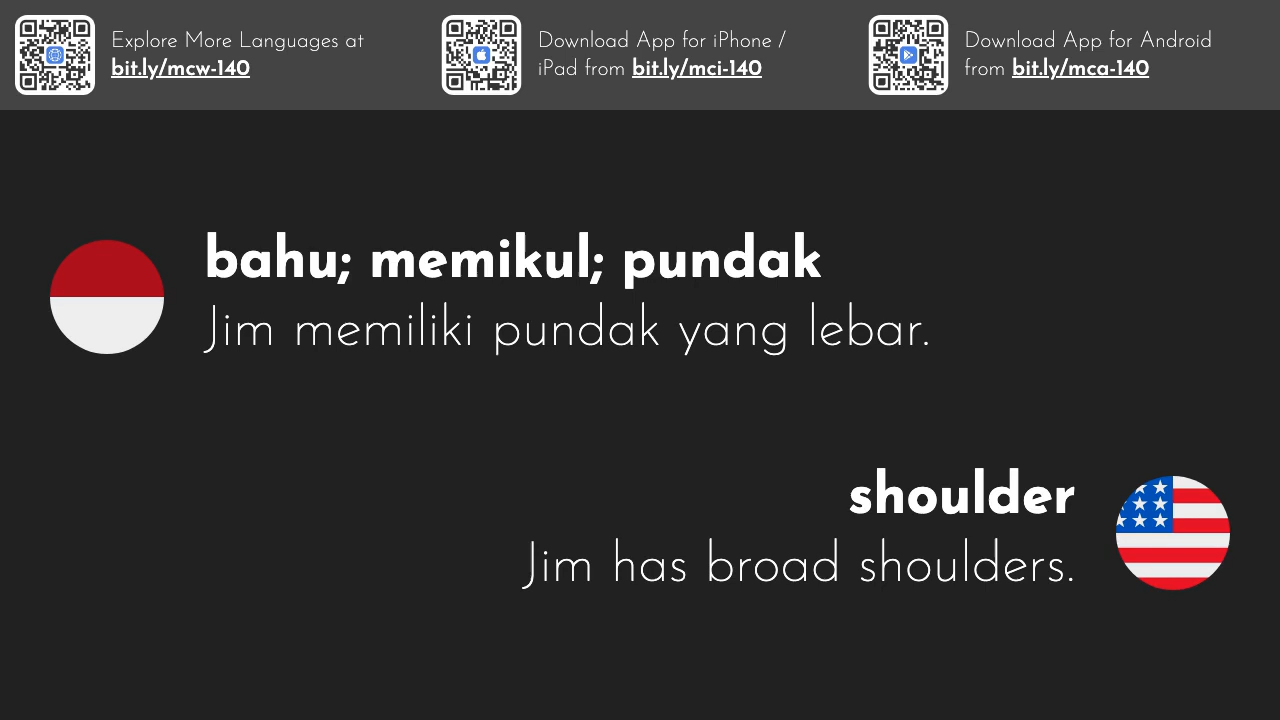 Explore More Languages at
bit.ly/mcw-140
Download App for iPhone /
iPad from bit.ly/mci-140
Download App for Android
from bit.ly/mca-140
bahu; memikul; pundak
Jim memiliki pundak yang lebar.
shoulder
Jim has broad shoulders.